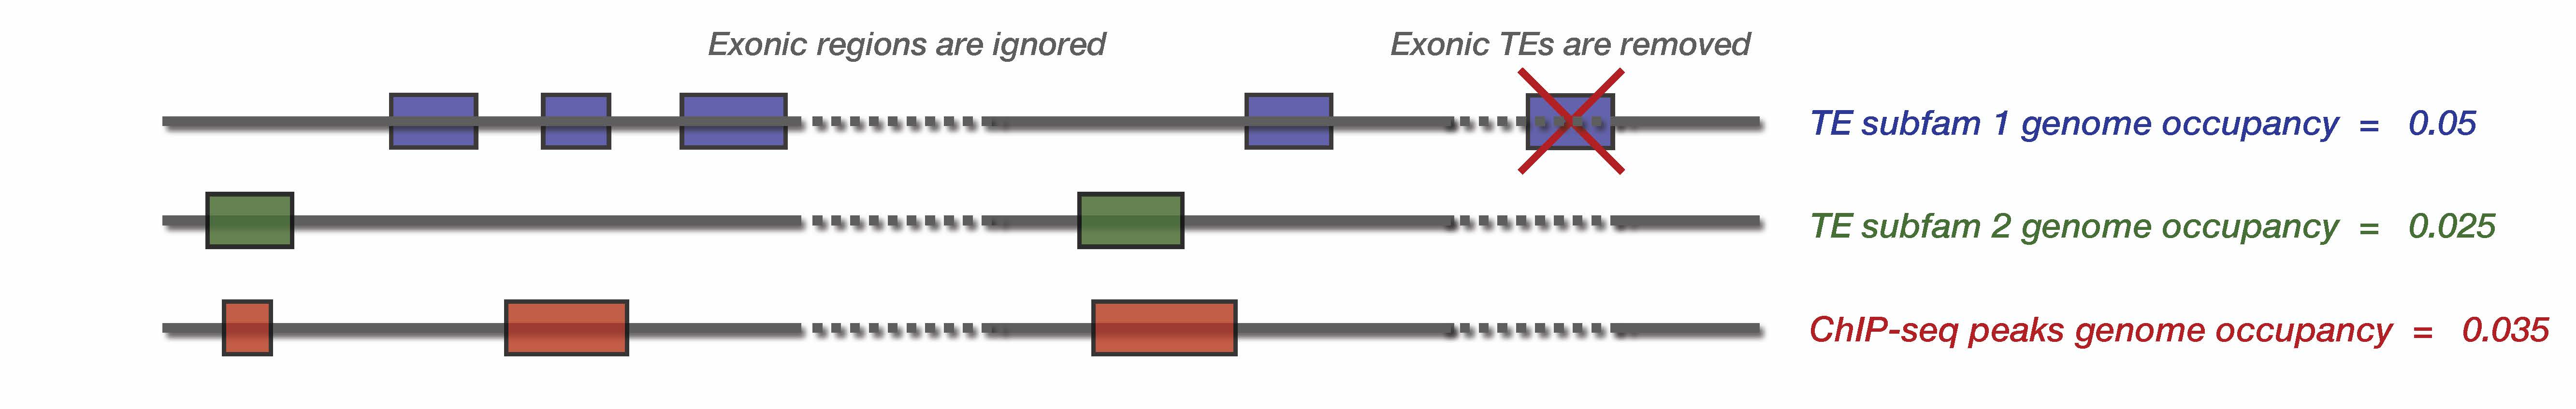 Exonic regions are ignored
Exonic TEs are removed
TE subfam 1 genome occupancy = 0.05
TE subfam 2 genome occupancy = 0.025
ChIP-seq peaks genome occupancy = 0.035